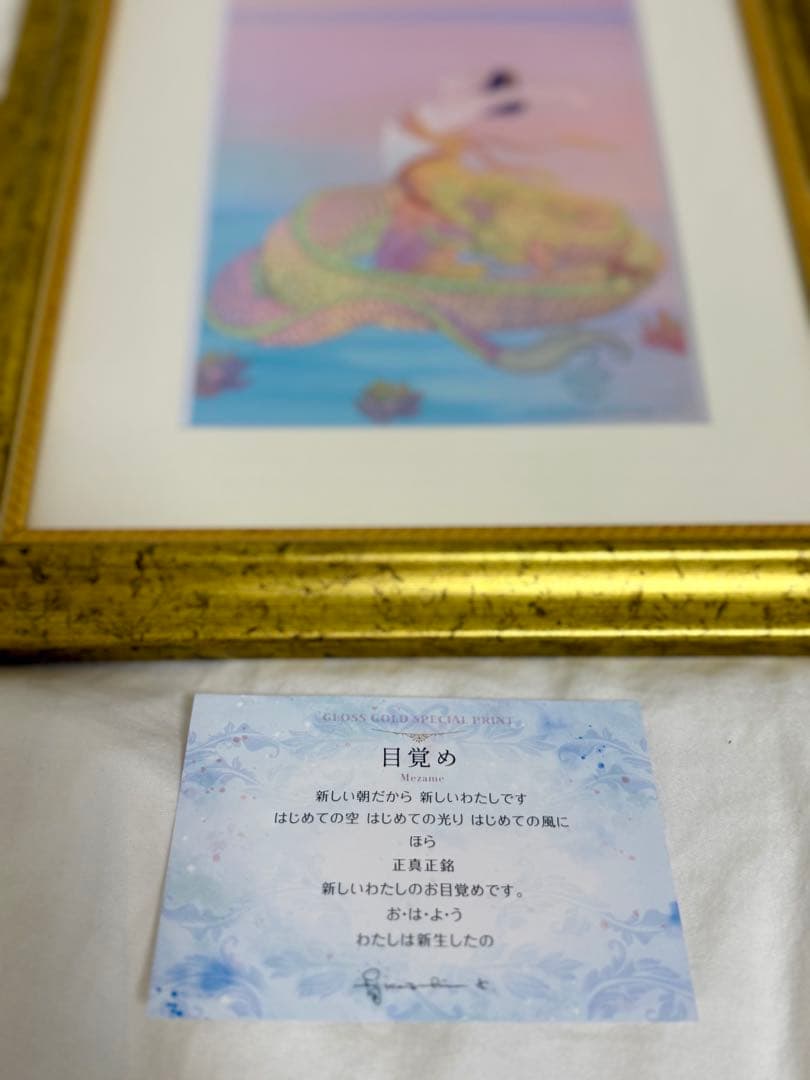 GLOSS GOLD SPECIAL PRINT
目覚め
Mezame
新しい朝だから 新しいわたしです
はじめての空 はじめての光り はじめての風に
ほら
正真正銘
新しいわたしのお目覚めです。
お・は・よ・う
わたしは新生したの